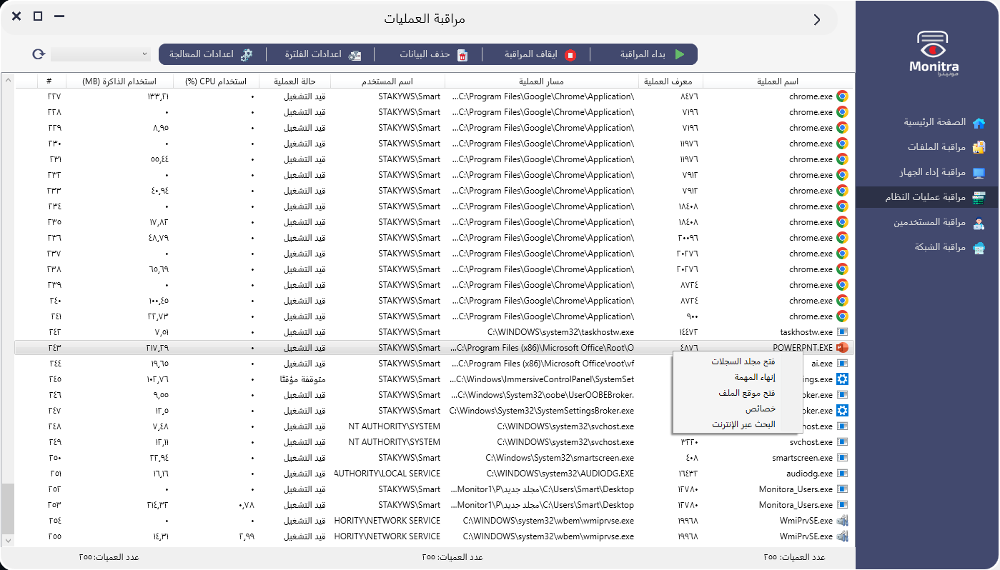 مراقبة العمليات
Monitra
مونيترا
الصفحة الرئيسية
مراقبـة الملفـات
مراقبـة إداء الجهـاز
مراقبة عمليات النظام
مراقبة المستخدمين
مراقبة الشبكة
بداء المراقبة | ايقاف المراقبة | حذف البيانات | اعدادات الفلترة | اعدادات المعالجة
اسم العملية معرف العملية مسار العملية اسم المستخدم حالة العملية استخدام CPU (%) استخدام الذاكرة (MB) #
chrome.exe ٨٤٧٦ ...C:\Program Files\Google\Chrome\Application\ STAKYWS\Smart قيد التشغيل ٠ ١٣٣,٢١ ٢٢٧
chrome.exe ٧١٩٦ ...C:\Program Files\Google\Chrome\Application\ STAKYWS\Smart قيد التشغيل ٠ ٠ ٢٢٨
chrome.exe ٧١٩٦ ...C:\Program Files\Google\Chrome\Application\ STAKYWS\Smart قيد التشغيل ٠ ٨,٩٥ ٢٢٩
chrome.exe ١١٩٧٦ ...C:\Program Files\Google\Chrome\Application\ STAKYWS\Smart قيد التشغيل ٠ ٠ ٢٣٠
chrome.exe ١١٩٧٦ ...C:\Program Files\Google\Chrome\Application\ STAKYWS\Smart قيد التشغيل ٠ ٥٥,٤٤ ٢٣١
chrome.exe ٧٩١٢ ...C:\Program Files\Google\Chrome\Application\ STAKYWS\Smart قيد التشغيل ٠ ٠ ٢٣٢
chrome.exe ٧٩١٢ ...C:\Program Files\Google\Chrome\Application\ STAKYWS\Smart قيد التشغيل ٠ ٤٠,٩٤ ٢٣٣
chrome.exe ١٨٤٠٨ ...C:\Program Files\Google\Chrome\Application\ STAKYWS\Smart قيد التشغيل ٠ ٠ ٢٣٤
chrome.exe ١٨٤٠٨ ...C:\Program Files\Google\Chrome\Application\ STAKYWS\Smart قيد التشغيل ٠ ١٧,٨٢ ٢٣٥
chrome.exe ٢٠٠٩٦ ...C:\Program Files\Google\Chrome\Application\ STAKYWS\Smart قيد التشغيل ٠ ٤٨,٧٩ ٢٣٦
chrome.exe ٢٠٢٧٦ ...C:\Program Files\Google\Chrome\Application\ STAKYWS\Smart قيد التشغيل ٠ ٠ ٢٣٧
chrome.exe ٢٠٢٧٦ ...C:\Program Files\Google\Chrome\Application\ STAKYWS\Smart قيد التشغيل ٠ ٦٥,٦٩ ٢٣٨
chrome.exe ٨٧٢٤ ...C:\Program Files\Google\Chrome\Application\ STAKYWS\Smart قيد التشغيل ٠ ٠ ٢٣٩
chrome.exe ٨٧٢٤ ...C:\Program Files\Google\Chrome\Application\ STAKYWS\Smart قيد التشغيل ٠ ١٠٠,٤٥ ٢٤٠
chrome.exe ٩٠٠ ...C:\Program Files\Google\Chrome\Application\ STAKYWS\Smart قيد التشغيل ٠ ٢٢,٧٣ ٢٤١
taskhostw.exe ١٤٤٧٢ C:\WINDOWS\system32\taskhostw.exe STAKYWS\Smart قيد التشغيل ٠ ٧,٥١ ٢٤٢
POWERPNT.EXE ٤٨٧٦ ...C:\Program Files (x86)\Microsoft Office\Root\O STAKYWS\Smart قيد التشغيل ٠ ٢١٧,٢٩ ٢٤٣
ai.exe ...C:\Program Files (x86)\Microsoft Office\root\vf STAKYWS\Smart قيد التشغيل ٠ ١٩,٦٥ ٢٤٤
ings.exe ...C:\Windows\ImmersiveControlPanel\SystemSet STAKYWS\Smart متوقفة مؤقتًا ٠ ١٠٢,٧٦ ٢٤٥
oker.exe ...C:\Windows\System32\oobe\UserOOBEBroker. STAKYWS\Smart قيد التشغيل ٠ ٩,٥٥ ٢٤٦
oker.exe C:\Windows\System32\SystemSettingsBroker.exe STAKYWS\Smart قيد التشغيل ٠ ١٢,٥ ٢٤٧
host.exe C:\WINDOWS\system32\svchost.exe NT AUTHORITY\SYSTEM قيد التشغيل ٠ ٧,٤٨ ٢٤٨
svchost.exe ٣٢٢٠ C:\WINDOWS\system32\svchost.exe NT AUTHORITY\SYSTEM قيد التشغيل ٠ ١٢,١١ ٢٤٩
smartscreen.exe ٤٠٨ C:\Windows\System32\smartscreen.exe STAKYWS\Smart قيد التشغيل ٠ ٢٢,٩٤ ٢٥٠
audiodg.exe ١٦٤٣٢ C:\WINDOWS\system32\AUDIODG.EXE AUTHORITY\LOCAL SERVICE قيد التشغيل ٠ ١٦,١٦ ٢٥١
Monitora_Users.exe ١٢٧٨٠ ...Monitor1\P\مجلد جديد\C:\Users\Smart\Desktop STAKYWS\Smart قيد التشغيل ٠ ٠ ٢٥٢
Monitora_Users.exe ١٢٧٨٠ ...Monitor1\P\مجلد جديد\C:\Users\Smart\Desktop STAKYWS\Smart قيد التشغيل ٠,٧٨ ٢١٤,٣٢ ٢٥٣
WmiPrvSE.exe ١٩٩٦٨ C:\WINDOWS\system32\wbem\wmiprvse.exe HORITY\NETWORK SERVICE قيد التشغيل ٠ ٠ ٢٥٤
WmiPrvSE.exe ١٩٩٦٨ C:\WINDOWS\system32\wbem\wmiprvse.exe HORITY\NETWORK SERVICE قيد التشغيل ٢,٩٩ ١٤,٣١ ٢٥٥
فتح مجلد السجلات
إنهاء المهمة
فتح موقع الملف
خصائص
البحث عبر الإنترنت
عدد العميات: ٢٥٥ عدد العميات: ٢٥٥ عدد العميات: ٢٥٥